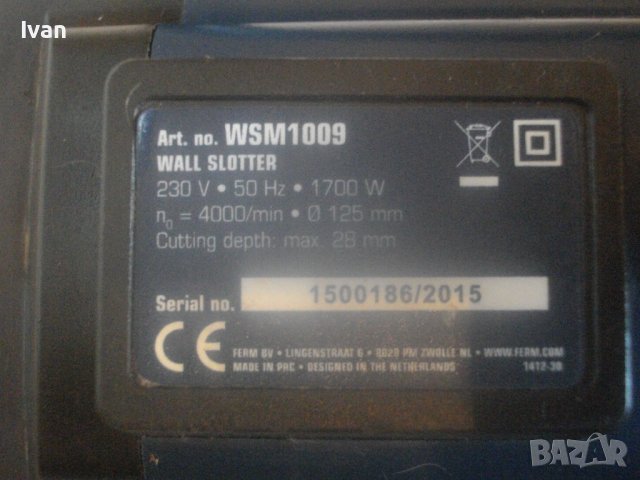 Ivan
Art. no. WSM1009
WALL SLOTTER
230 V • 50 Hz • 1700 W
n0 = 4000/min • Ø 125 mm
Cutting depth: max. 28 mm
Serial no. 1500186/2015
CE
FERM BV • LINGENSTRAAT 6 • 8028 PM ZWOLLE NL • WWW.FERM.COM
MADE IN PRC • DESIGNED IN THE NETHERLANDS 1412-30
BAZAR